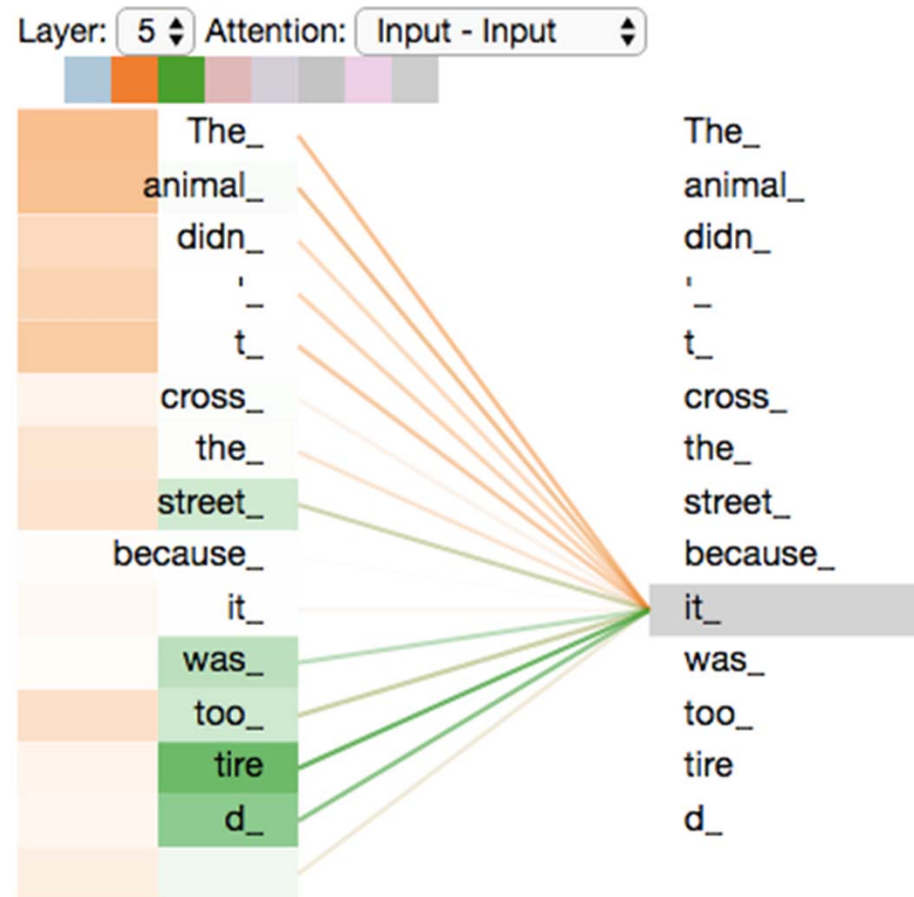 Layer: 5 Attention: Input - Input
The_ The_
animal_ animal_
didn_ didn_
'_ '_
t_ t_
cross_ cross_
the_ the_
street_ street_
because_ because_
it_ it_
was_ was_
too_ too_
tire tire
d_ d_